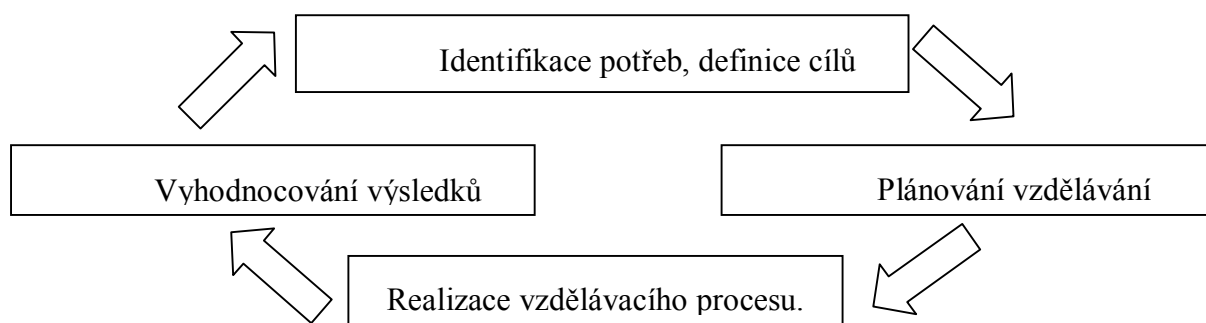 Identifikace potřeb, definice cílů
Vyhodnocování výsledků
Plánování vzdělávání
Realizace vzdělávacího procesu.